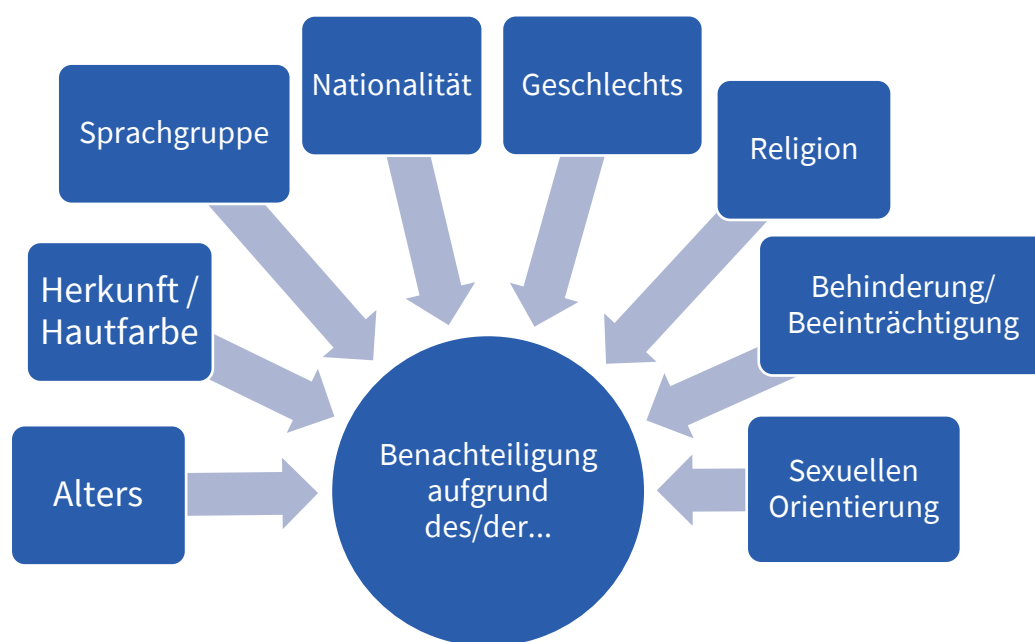 Nationalität
Geschlechts
Sprachgruppe
Religion
Herkunft /
Hautfarbe
Behinderung/
Beeinträchtigung
Alters
Benachteiligung
aufgrund
des/der...
Sexuellen
Orientierung